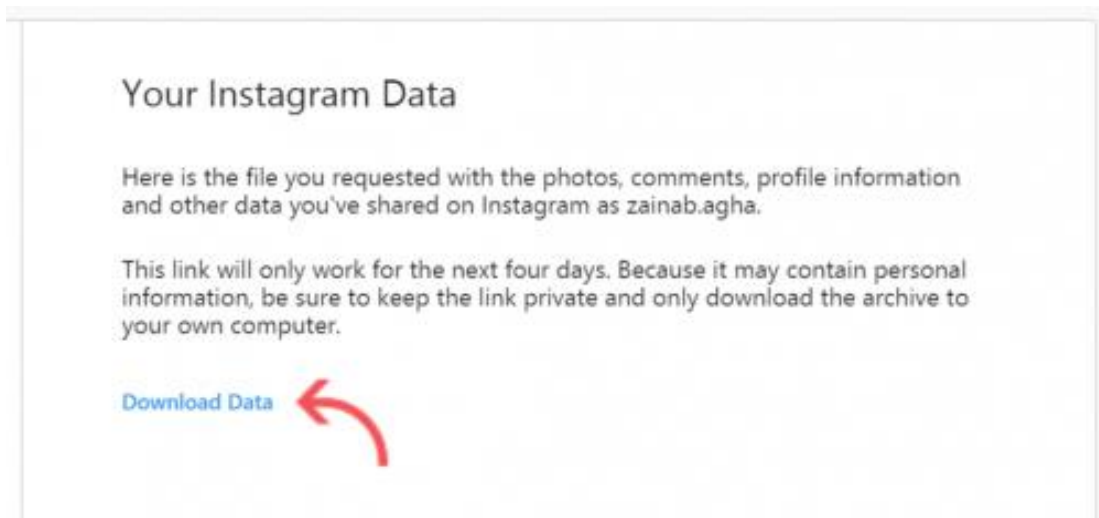 Your Instagram Data
Here is the file you requested with the photos, comments, profile information
and other data you've shared on Instagram as zainab.agha.
This link will only work for the next four days. Because it may contain personal
information, be sure to keep the link private and only download the archive to
your own computer.
Download Data